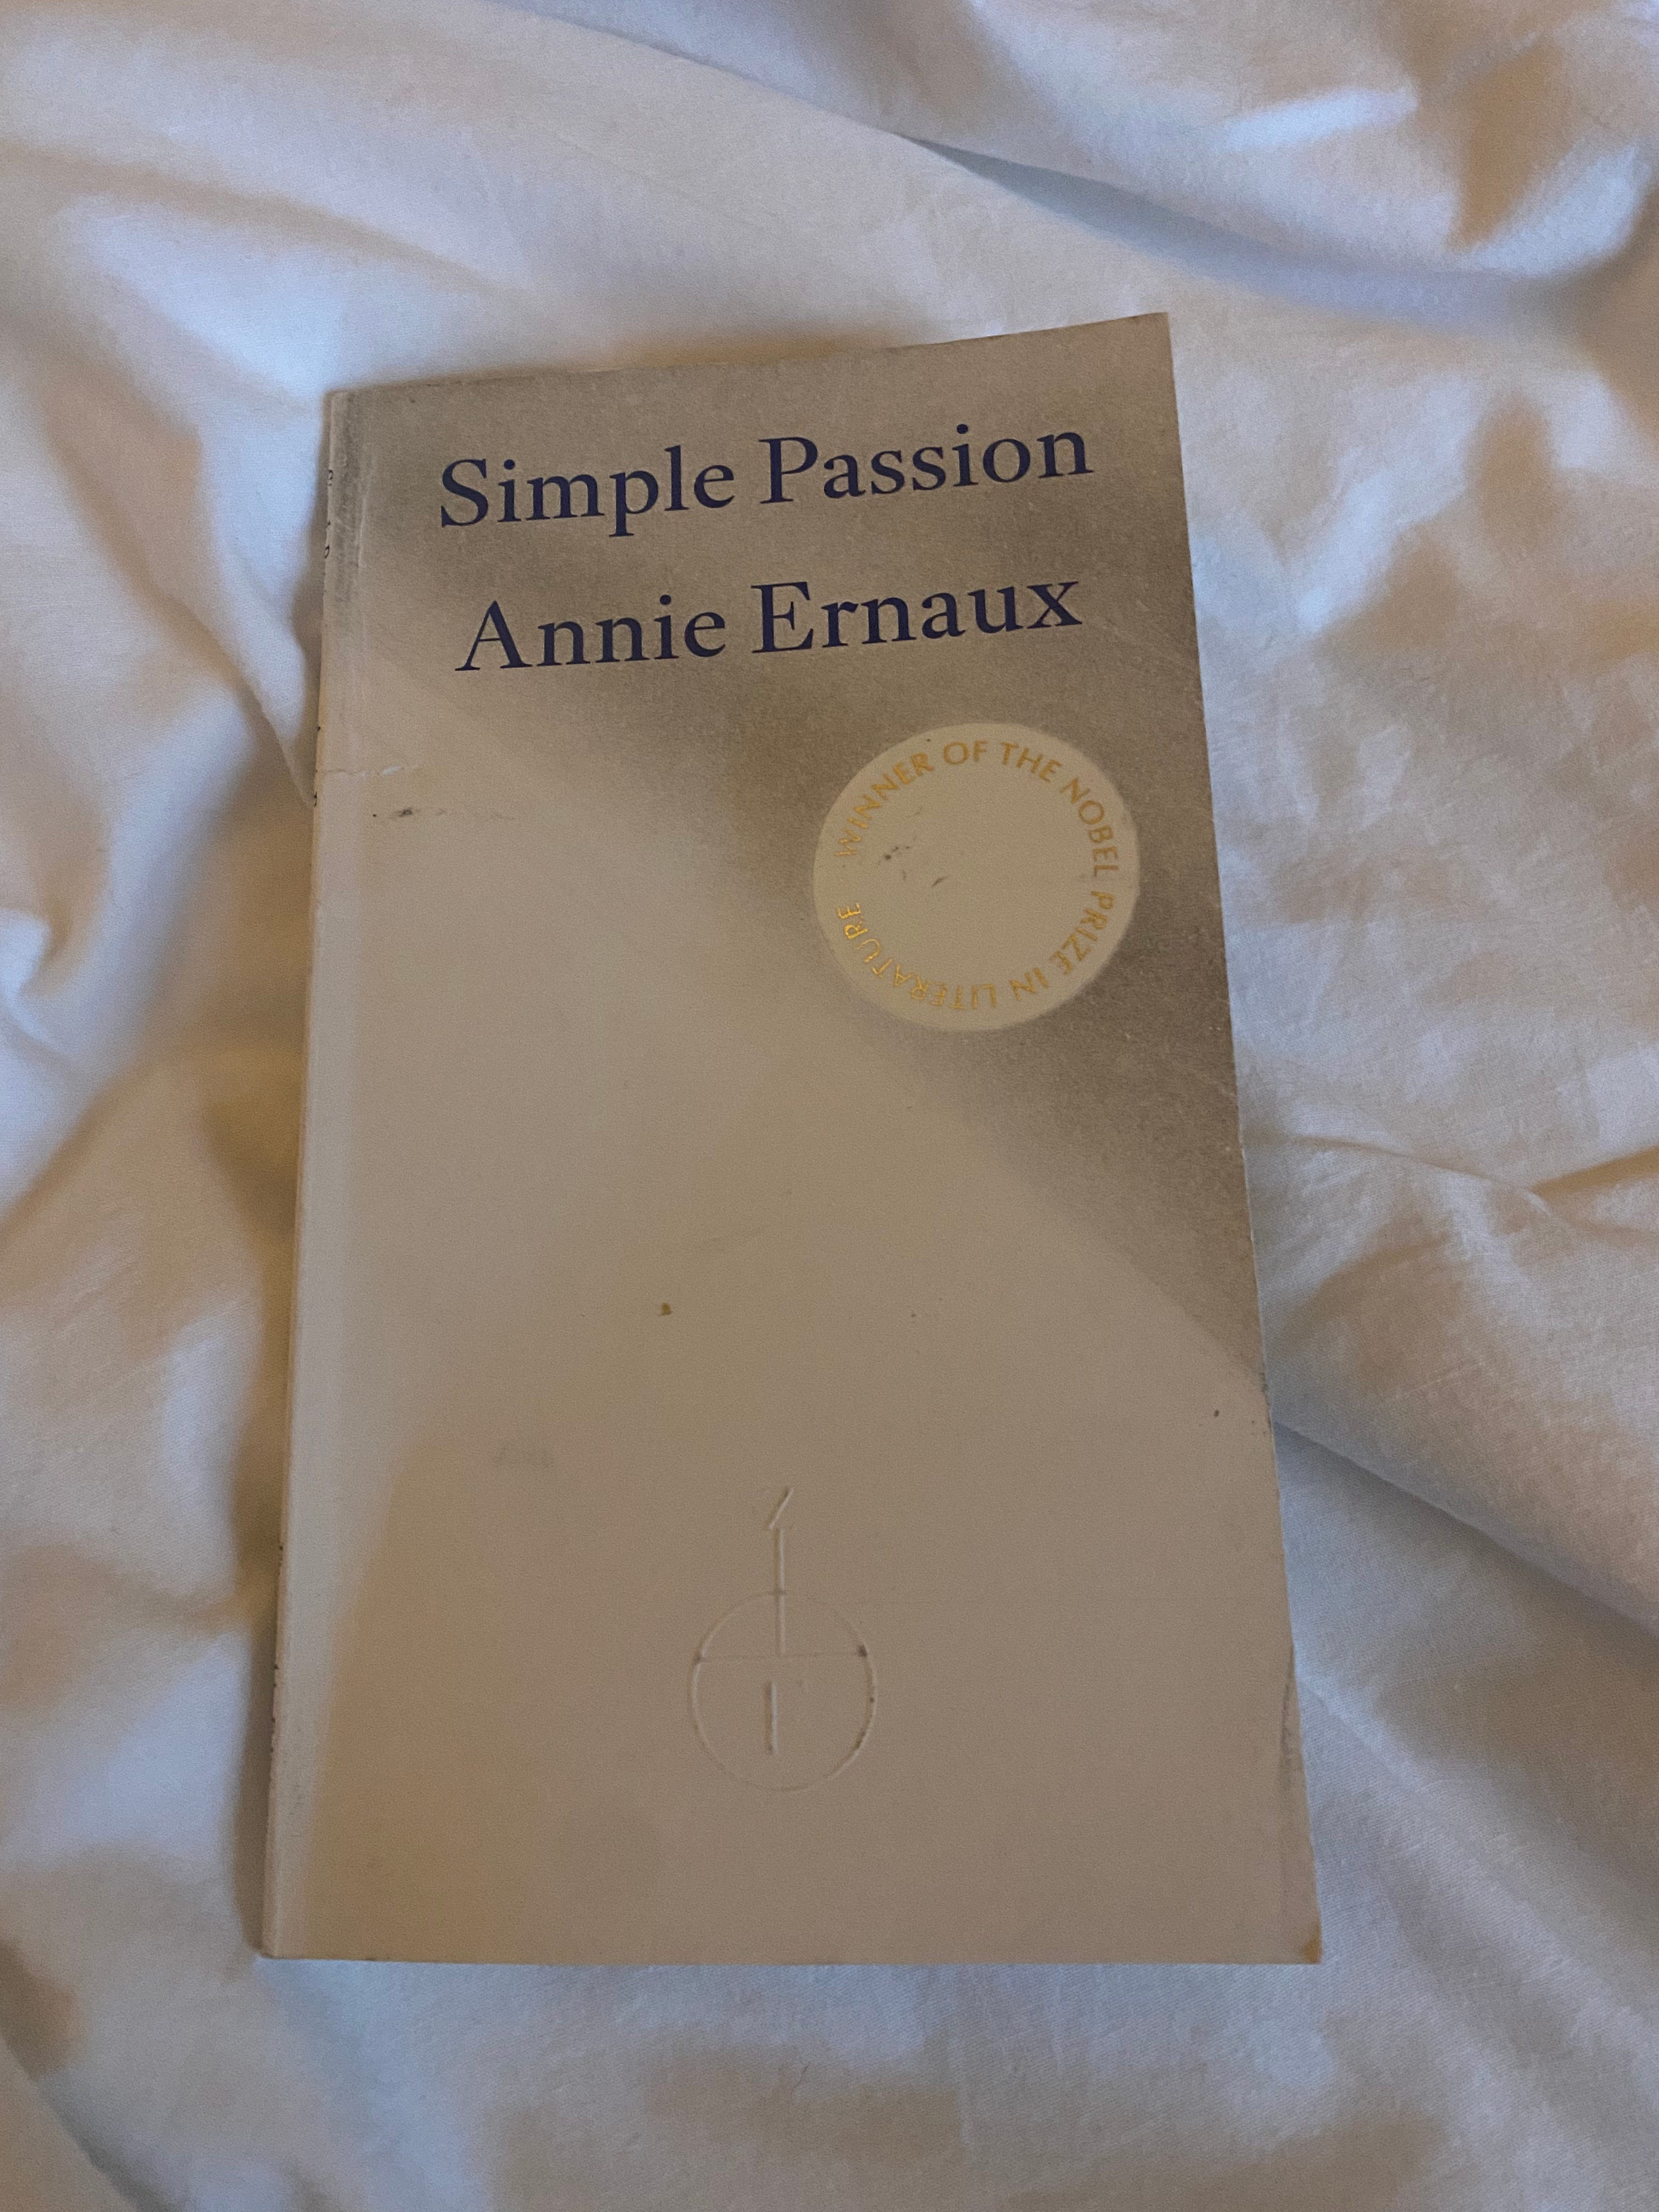 Simple Passion
Annie Ernaux
WINNER OF THE NOBEL PRIZE IN LITERATURE